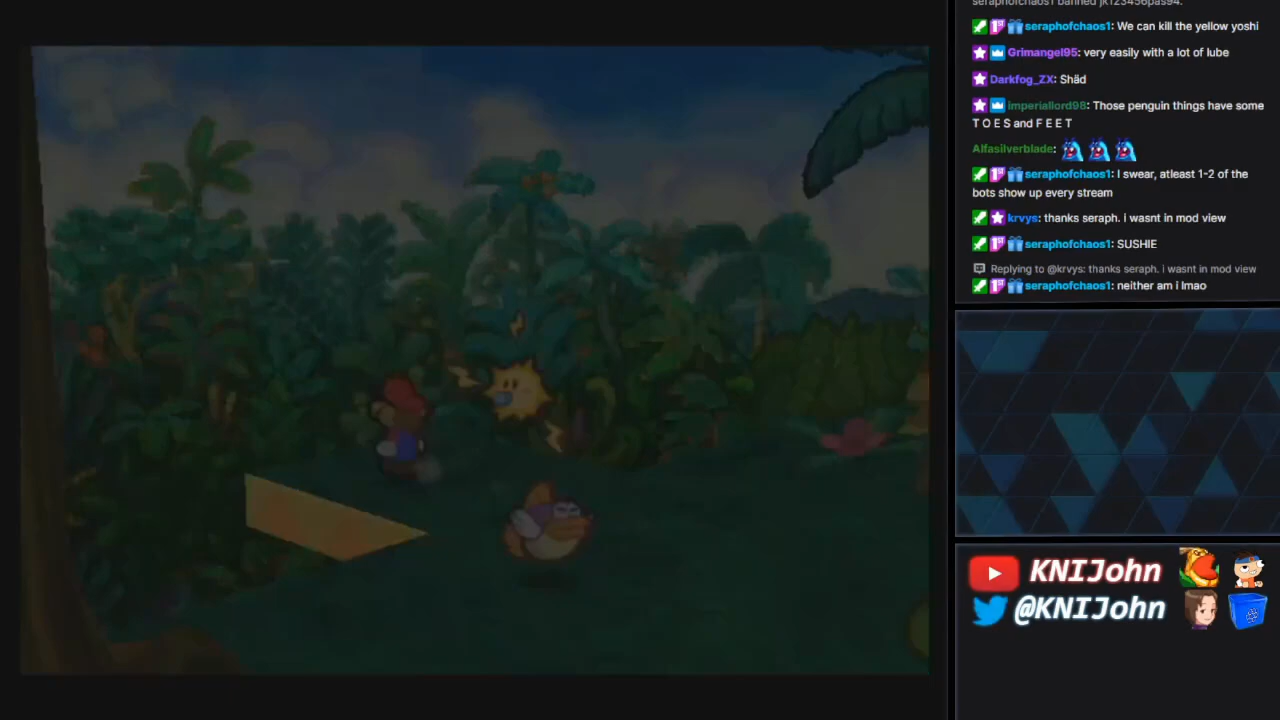 seraphofchaos1 banned jk123456pas94.
seraphofchaos1: We can kill the yellow yoshi
Grimangel95: very easily with a lot of lube
Darkfog_ZX: Shäd
imperiallord98: Those penguin things have some
T O E S and F E E T
Alfasilverblade:
seraphofchaos1: I swear, atleast 1-2 of the
bots show up every stream
krvys: thanks seraph. i wasnt in mod view
seraphofchaos1: SUSHIE
Replying to @krvys: thanks seraph. i wasnt in mod view
seraphofchaos1: neither am i lmao
KNIJohn
@KNIJohn